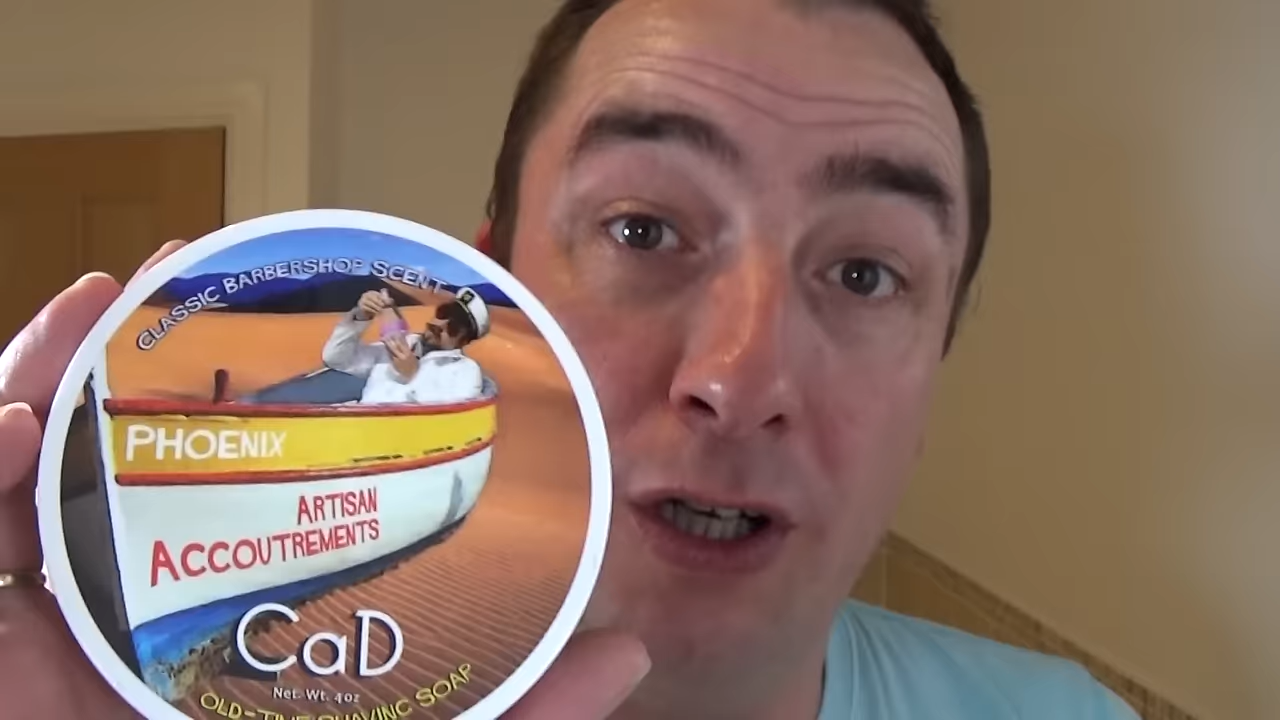 CLASSIC BARBERSHOP SCENT
PHOENIX
ARTISAN
ACCOUTREMENTS
CaD
Net. Wt. 4oz
OLD-TIME SHAVING SOAP